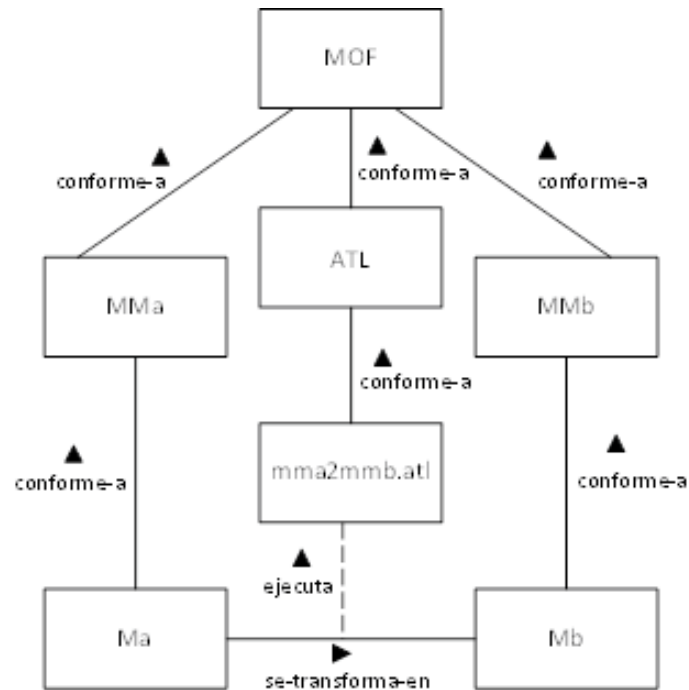 MOF
conforme-a
conforme-a
conforme-a
ATL
MMa
MMb
conforme-a
mma2mmb.atl
conforme-a
conforme-a
ejecuta
Ma
Mb
se-transforma-en